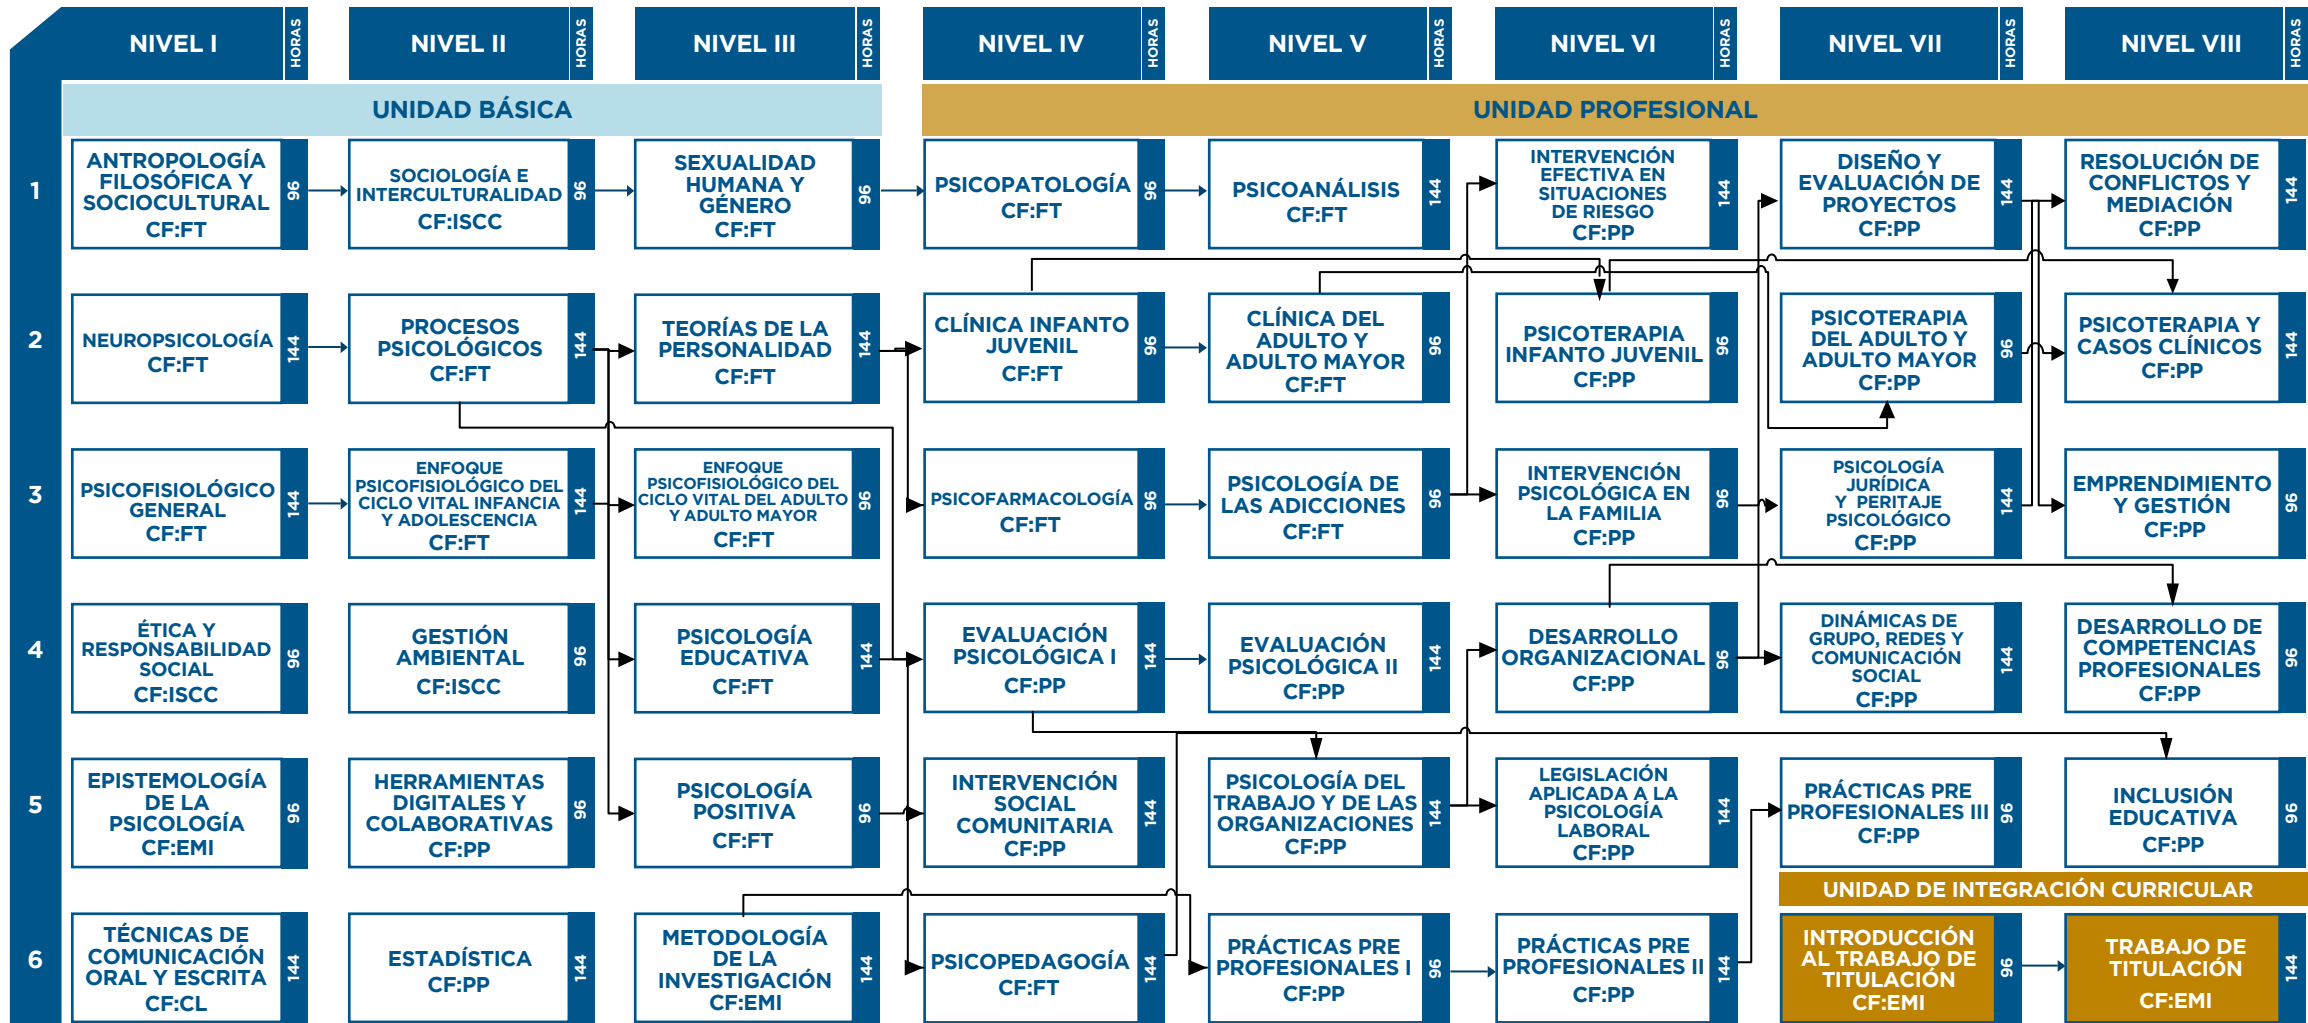 NIVEL I
HORAS
NIVEL II
HORAS
NIVEL III
HORAS
NIVEL IV
HORAS
NIVEL V
HORAS
NIVEL VI
HORAS
NIVEL VII
HORAS
NIVEL VIII
HORAS
UNIDAD BÁSICA
UNIDAD PROFESIONAL
1
ANTROPOLOGÍA
FILOSÓFICA Y
SOCIOCULTURAL
CF:FT
96
SOCIOLOGÍA E
INTERCULTURALIDAD
CF:ISCC
96
SEXUALIDAD
HUMANA Y
GÉNERO
CF:FT
96
PSICOPATOLOGÍA
CF:FT
96
PSICOANÁLISIS
CF:FT
144
INTERVENCIÓN
EFECTIVA EN
SITUACIONES
DE RIESGO
CF:PP
144
DISEÑO Y
EVALUACIÓN DE
PROYECTOS
CF:PP
144
RESOLUCIÓN DE
CONFLICTOS Y
MEDIACIÓN
CF:PP
144
2
NEUROPSICOLOGÍA
CF:FT
144
PROCESOS
PSICOLÓGICOS
CF:FT
144
TEORÍAS DE LA
PERSONALIDAD
CF:FT
144
CLÍNICA INFANTO
JUVENIL
CF:FT
96
CLÍNICA DEL
ADULTO Y
ADULTO MAYOR
CF:FT
96
PSICOTERAPIA
INFANTO JUVENIL
CF:PP
96
PSICOTERAPIA
DEL ADULTO Y
ADULTO MAYOR
CF:PP
96
PSICOTERAPIA Y
CASOS CLÍNICOS
CF:PP
144
3
PSICOFISIOLÓGICO
GENERAL
CF:FT
144
ENFOQUE
PSICOFISIOLÓGICO DEL
CICLO VITAL INFANCIA
Y ADOLESCENCIA
CF:FT
144
ENFOQUE
PSICOFISIOLÓGICO DEL
CICLO VITAL DEL ADULTO
Y ADULTO MAYOR
CF:FT
96
PSICOFARMACOLOGÍA
CF:FT
96
PSICOLOGÍA DE
LAS ADICCIONES
CF:FT
96
INTERVENCIÓN
PSICOLÓGICA EN
LA FAMILIA
CF:PP
96
PSICOLOGÍA
JURÍDICA
Y PERITAJE
PSICOLÓGICO
CF:PP
144
EMPRENDIMIENTO
Y GESTIÓN
CF:PP
96
4
ÉTICA Y
RESPONSABILIDAD
SOCIAL
CF:ISCC
96
GESTIÓN
AMBIENTAL
CF:ISCC
96
PSICOLOGÍA
EDUCATIVA
CF:FT
144
EVALUACIÓN
PSICOLÓGICA I
CF:PP
144
EVALUACIÓN
PSICOLÓGICA II
CF:PP
144
DESARROLLO
ORGANIZACIONAL
CF:PP
96
DINÁMICAS DE
GRUPO, REDES Y
COMUNICACIÓN
SOCIAL
CF:PP
144
DESARROLLO DE
COMPETENCIAS
PROFESIONALES
CF:PP
96
5
EPISTEMOLOGÍA
DE LA
PSICOLOGÍA
CF:EMI
96
HERRAMIENTAS
DIGITALES Y
COLABORATIVAS
CF:PP
96
PSICOLOGÍA
POSITIVA
CF:FT
96
INTERVENCIÓN
SOCIAL
COMUNITARIA
CF:PP
144
PSICOLOGÍA DEL
TRABAJO Y DE LAS
ORGANIZACIONES
CF:PP
144
LEGISLACIÓN
APLICADA A LA
PSICOLOGÍA
LABORAL
CF:PP
144
PRÁCTICAS PRE
PROFESIONALES III
CF:PP
96
INCLUSIÓN
EDUCATIVA
CF:PP
96
UNIDAD DE INTEGRACIÓN CURRICULAR
6
TÉCNICAS DE
COMUNICACIÓN
ORAL Y ESCRITA
CF:CL
144
ESTADÍSTICA
CF:PP
144
METODOLOGÍA
DE LA
INVESTIGACIÓN
CF:EMI
144
PSICOPEDAGOGÍA
CF:FT
144
PRÁCTICAS PRE
PROFESIONALES I
CF:PP
96
PRÁCTICAS PRE
PROFESIONALES II
CF:PP
144
INTRODUCCIÓN
AL TRABAJO DE
TITULACIÓN
CF:EMI
96
TRABAJO DE
TITULACIÓN
CF:EMI
144